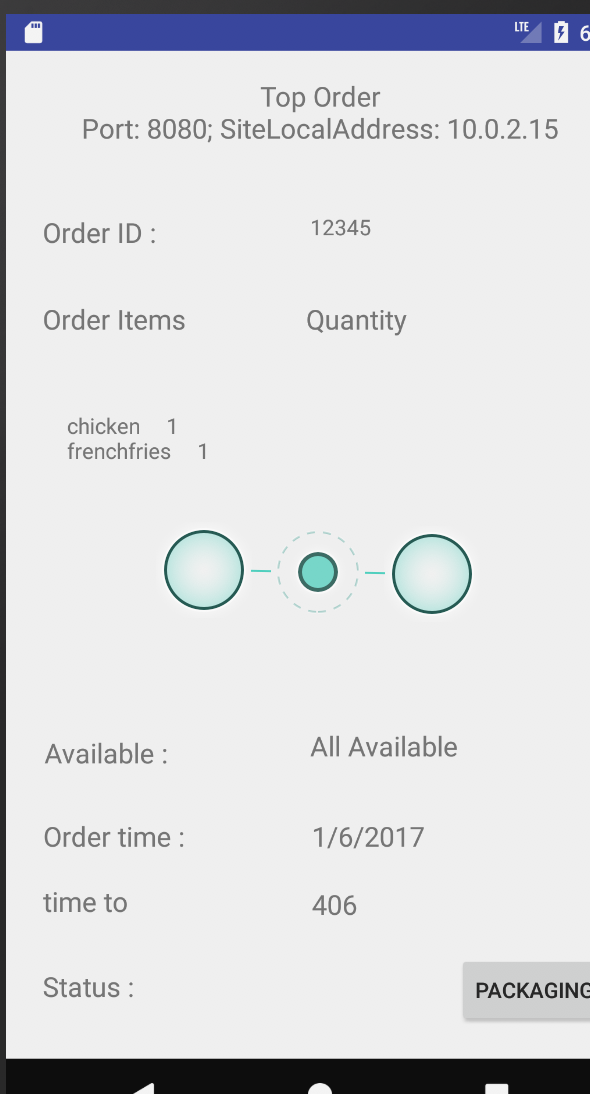 LTE 6
Top Order
Port: 8080; SiteLocalAddress: 10.0.2.15
Order ID : 12345
Order Items Quantity
chicken 1
frenchfries 1
Available : All Available
Order time : 1/6/2017
time to 406
Status : PACKAGING